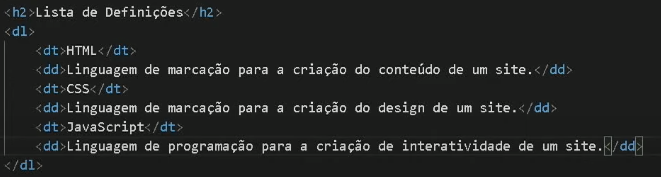 <h2>Lista de Definições</h2>
<dl>
<dt>HTML</dt>
<dd>Linguagem de marcação para a criação do conteúdo de um site.</dd>
<dt>CSS</dt>
<dd>Linguagem de marcação para a criação do design de um site.</dd>
<dt>JavaScript</dt>
<dd>Linguagem de programação para a criação de interatividade de um site.</dd>
</dl>